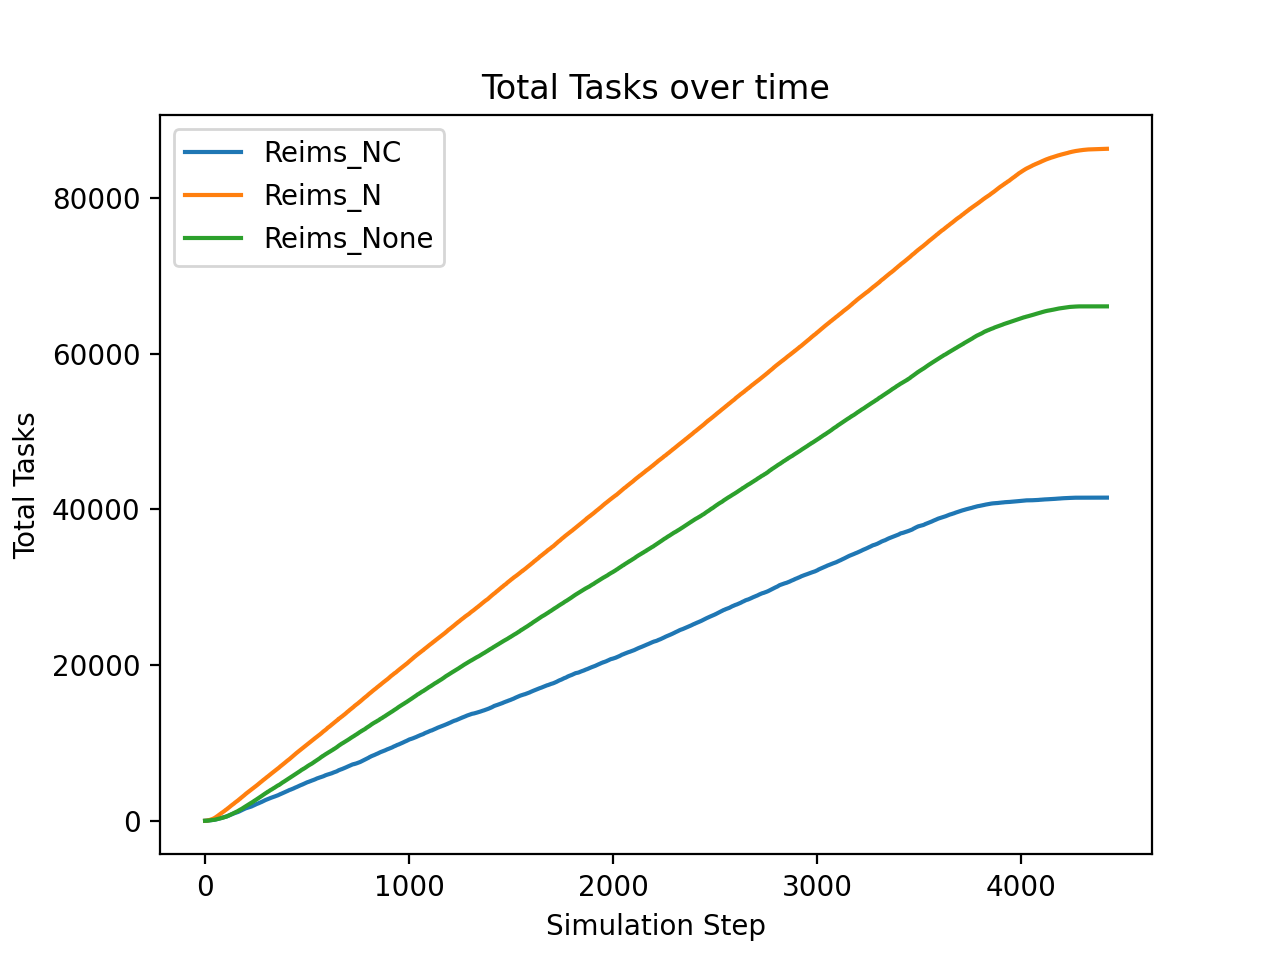 Total Tasks over time
Reims_NC
Reims_N
Reims_None
80000
60000
40000
20000
0
Total Tasks
0 1000 2000 3000 4000
Simulation Step